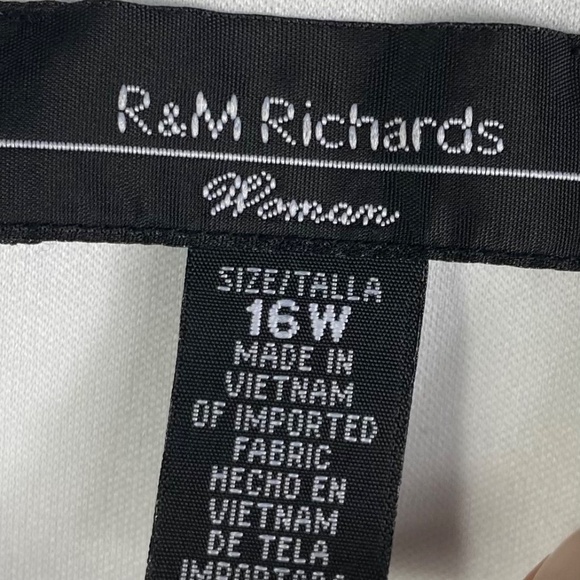 R&M Richards
Woman
SIZE/TALLA
16W
MADE IN
VIETNAM
OF IMPORTED
FABRIC
HECHO EN
VIETNAM
DE TELA